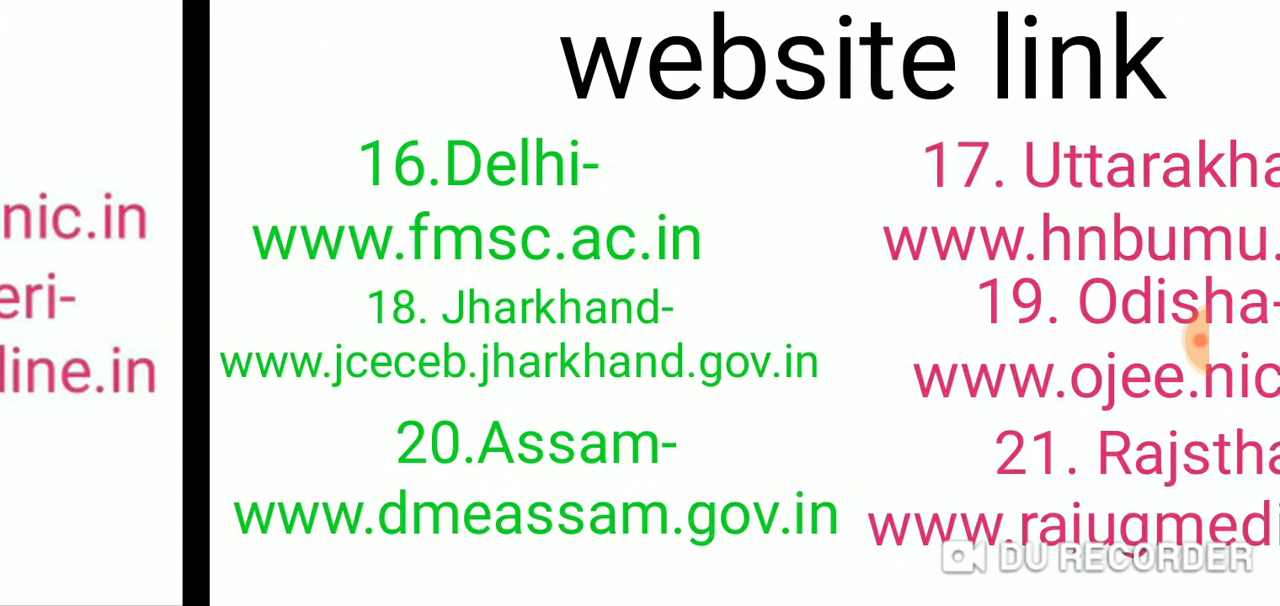 website link
nic.in
eri-
line.in
16.Delhi-
www.fmsc.ac.in
18. Jharkhand-
www.jceceb.jharkhand.gov.in
20.Assam-
www.dmeassam.gov.in
17. Uttarakha
www.hnbumu.
19. Odisha-
www.ojee.nic
21. Rajstha
www.rajugmedi
DU RECORDER